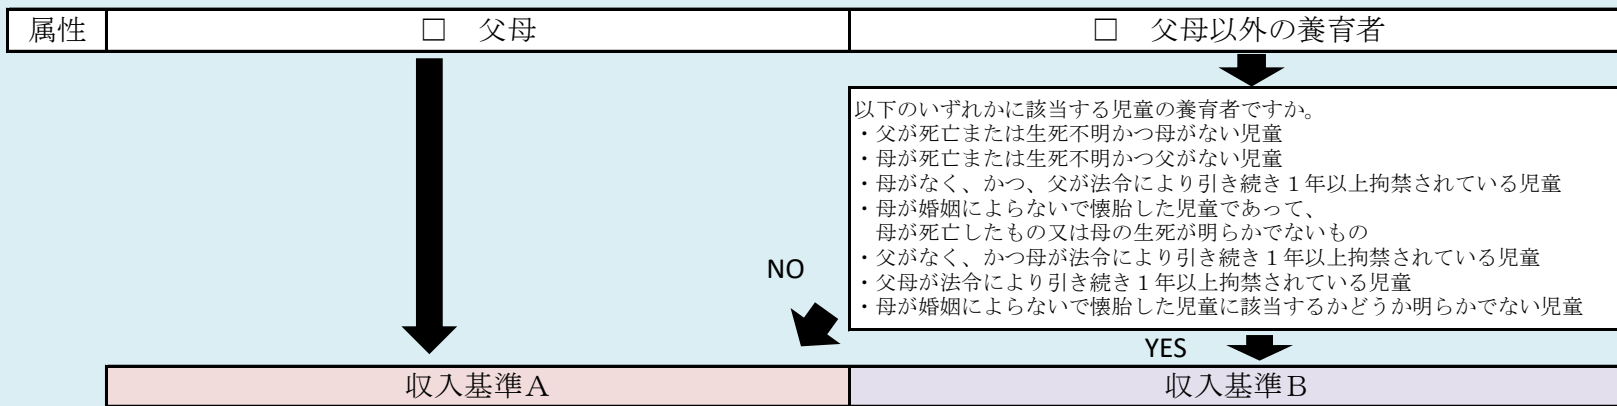 属性
□ 父母
□ 父母以外の養育者
以下のいずれかに該当する児童の養育者ですか。
・父が死亡または生死不明かつ母がない児童
・母が死亡または生死不明かつ父がない児童
・母がなく、かつ、父が法令により引き続き１年以上拘禁されている児童
・母が婚姻によらないで懐胎した児童であって、
母が死亡したもの又は母の生死が明らかでないもの
・父がなく、かつ母が法令により引き続き１年以上拘禁されている児童
・父母が法令により引き続き１年以上拘禁されている児童
・母が婚姻によらないで懐胎した児童に該当するかどうか明らかでない児童
NO
YES
収入基準Ａ
収入基準Ｂ